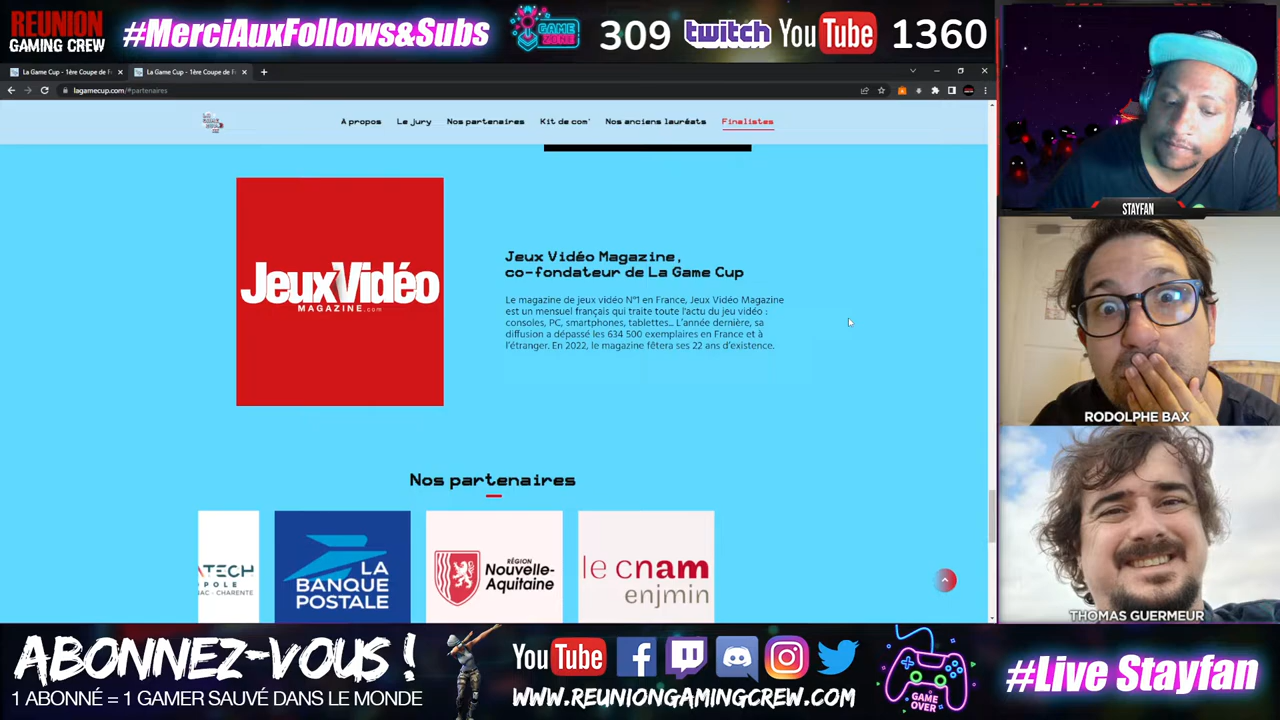 REUNION
GAMING CREW
#MerciAuxFollows&Subs
GAME
ZONE
309
twitch
YouTube
1360
La Game Cup - 1ère Coupe de F
La Game Cup - 1ère Coupe de F
lagamecup.com/#partenaires
A propos
Le jury
Nos partenaires
Kit de com'
Nos anciens lauréats
Finalistes
JeuxVidéo
MAGAZINE.com
Jeux Vidéo Magazine,
co-fondateur de La Game Cup
Le magazine de jeux vidéo N°1 en France, Jeux Vidéo Magazine
est un mensuel français qui traite toute l'actu du jeu vidéo :
consoles, PC, smartphones, tablettes... L'année dernière, sa
diffusion a dépassé les 634 500 exemplaires en France et à
l'étranger. En 2022, le magazine fêtera ses 22 ans d'existence.
Nos partenaires
ATECH
POLE
AC - CHARENTE
LA
BANQUE
POSTALE
RÉGION
Nouvelle-
Aquitaine
le cnam
enjmin
STAYFAN
RODOLPHE BAX
THOMAS GUERMEUR
ABONNEZ-VOUS !
1 ABONNÉ = 1 GAMER SAUVÉ DANS LE MONDE
YouTube
WWW.REUNIONGAMINGCREW.COM
GAME
OVER
#Live Stayfan